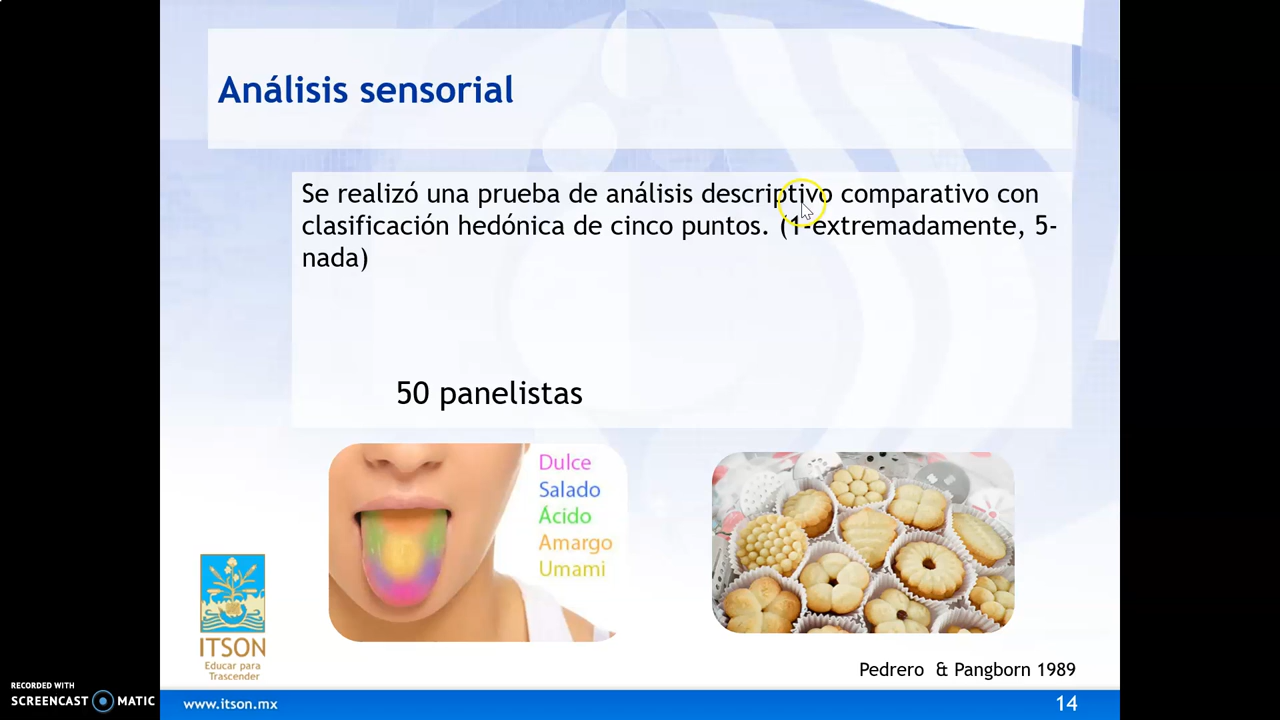 Análisis sensorial
Se realizó una prueba de análisis descriptivo comparativo con
clasificación hedónica de cinco puntos. (1-extremadamente, 5-
nada)
50 panelistas
Dulce
Salado
Ácido
Amargo
Umami
ITSON
Educar para
Trascender
Pedrero & Pangborn 1989
RECORDED WITH
SCREENCAST MATIC
www.itson.mx
14